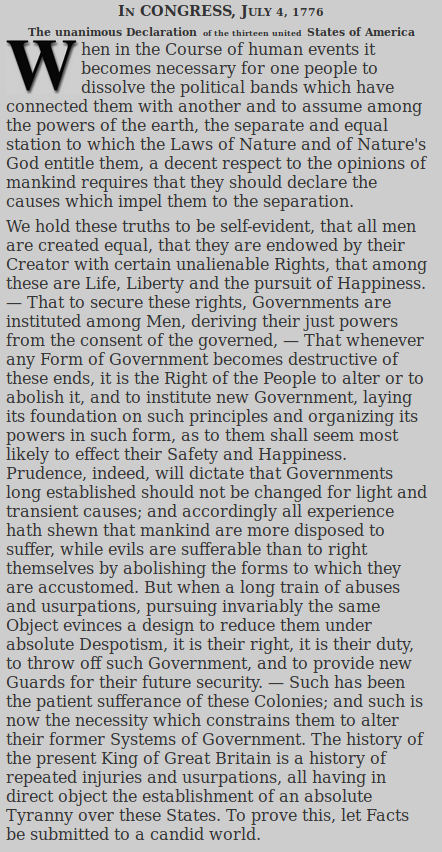 IN CONGRESS, JULY 4, 1776
The unanimous Declaration of the thirteen united States of America
When in the Course of human events it
becomes necessary for one people to
dissolve the political bands which have
connected them with another and to assume among
the powers of the earth, the separate and equal
station to which the Laws of Nature and of Nature's
God entitle them, a decent respect to the opinions of
mankind requires that they should declare the
causes which impel them to the separation.
We hold these truths to be self-evident, that all men
are created equal, that they are endowed by their
Creator with certain unalienable Rights, that among
these are Life, Liberty and the pursuit of Happiness.
— That to secure these rights, Governments are
instituted among Men, deriving their just powers
from the consent of the governed, — That whenever
any Form of Government becomes destructive of
these ends, it is the Right of the People to alter or to
abolish it, and to institute new Government, laying
its foundation on such principles and organizing its
powers in such form, as to them shall seem most
likely to effect their Safety and Happiness.
Prudence, indeed, will dictate that Governments
long established should not be changed for light and
transient causes; and accordingly all experience
hath shewn that mankind are more disposed to
suffer, while evils are sufferable than to right
themselves by abolishing the forms to which they
are accustomed. But when a long train of abuses
and usurpations, pursuing invariably the same
Object evinces a design to reduce them under
absolute Despotism, it is their right, it is their duty,
to throw off such Government, and to provide new
Guards for their future security. — Such has been
the patient sufferance of these Colonies; and such is
now the necessity which constrains them to alter
their former Systems of Government. The history of
the present King of Great Britain is a history of
repeated injuries and usurpations, all having in
direct object the establishment of an absolute
Tyranny over these States. To prove this, let Facts
be submitted to a candid world.